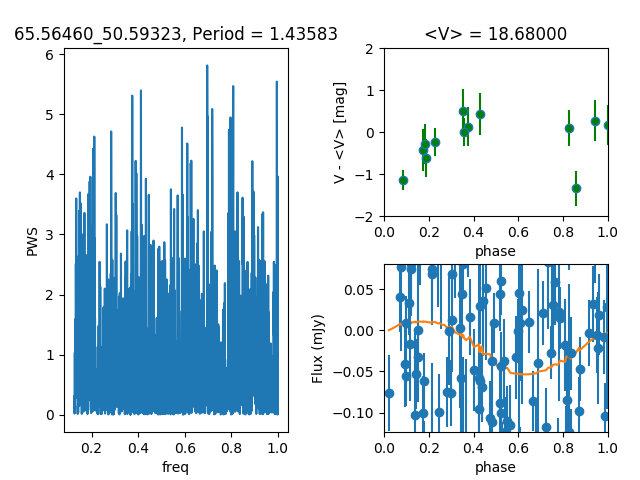 65.56460_50.59323, Period = 1.43583
PWS
6
5
4
3
2
1
0
0.2 0.4 0.6 0.8 1.0
freq
<V> = 18.68000
V - <V> [mag]
2
1
0
−1
−2
0.0 0.2 0.4 0.6 0.8 1.0
phase
Flux (mJy)
0.05
0.00
−0.05
−0.10
0.0 0.2 0.4 0.6 0.8 1.0
phase